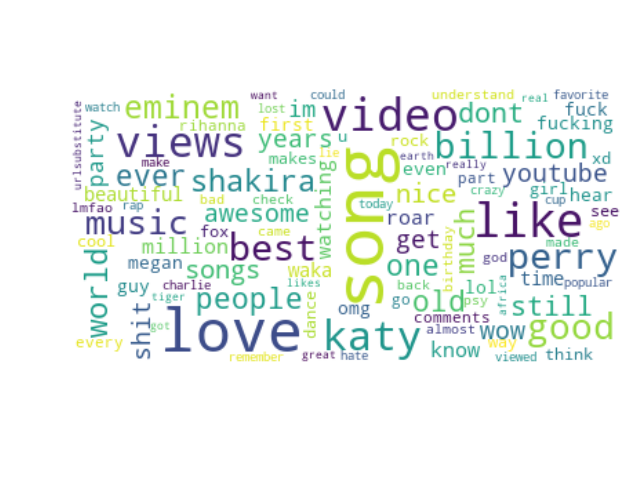 want could understand real favorite
watch eminem lost im video dont fuck
urlsubstitute party rihanna first fucking
views years u rock billion
make makes lie earth even really xd
ever shakira watching song part youtube
beautiful bad check today nice crazy girl hear
lmfao rap awesome roar like cup see
music fox came get much ago
cool million best birthday god made
world megan songs waka one perry
guy charlie likes back lol africa time popular
tiger people dance omg go old psy still
shit got love katy comments wow good
every almost way
remember great hate know viewed think